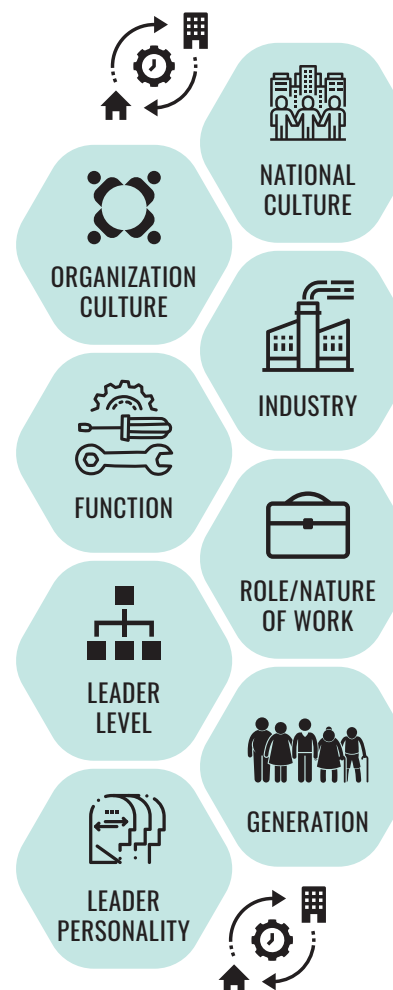 NATIONAL
CULTURE
ORGANIZATION
CULTURE
INDUSTRY
FUNCTION
ROLE/NATURE
OF WORK
LEADER
LEVEL
GENERATION
LEADER
PERSONALITY